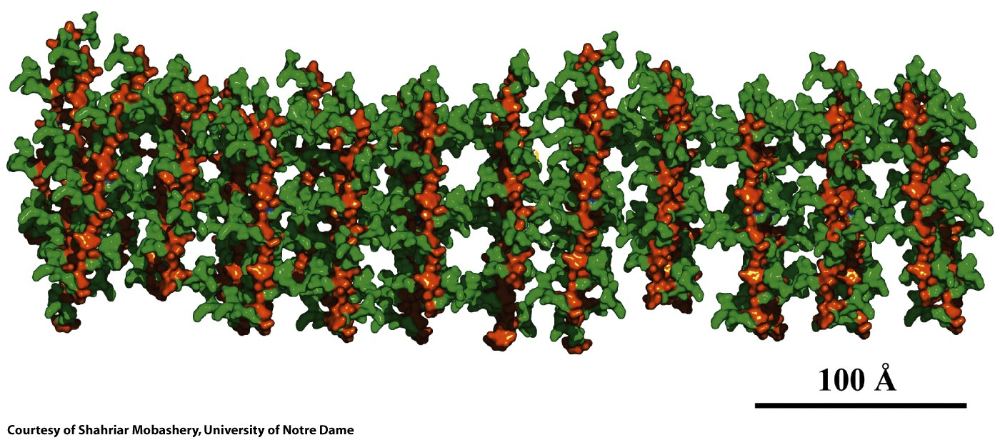 100 Å
Courtesy of Shahriar Mobashery, University of Notre Dame